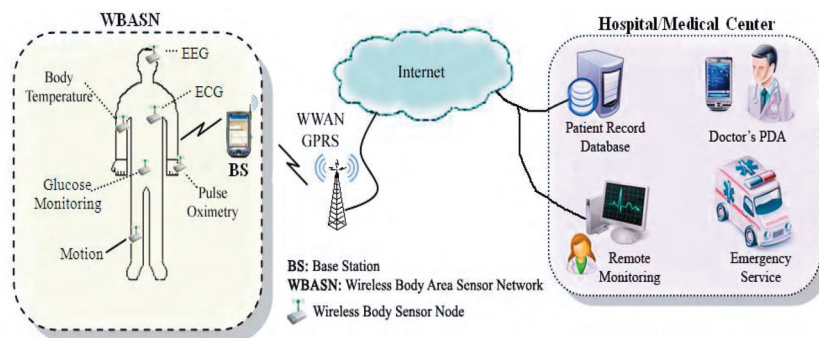 WBASN
EEG
Body
Temperature
ECG
BS
Glucose
Monitoring
Pulse
Oximetry
Motion
WWAN
GPRS
Internet
BS: Base Station
WBASN: Wireless Body Area Sensor Network
Wireless Body Sensor Node
Hospital/Medical Center
Patient Record
Database
Doctor's PDA
Remote
Monitoring
Emergency
Service